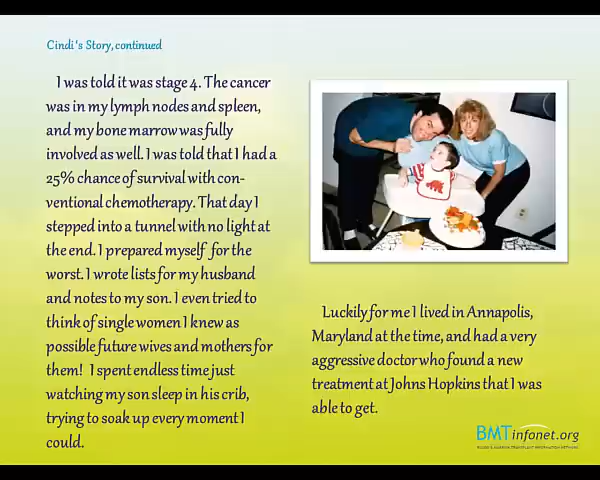 Cindi's Story, continued
I was told it was stage 4. The cancer
was in my lymph nodes and spleen,
and my bone marrow was fully
involved as well. I was told that I had a
25% chance of survival with con-
ventional chemotherapy. That day I
stepped into a tunnel with no light at
the end. I prepared myself for the
worst. I wrote lists for my husband
and notes to my son. I even tried to
think of single women I knew as
possible future wives and mothers for
them! I spent endless time just
watching my son sleep in his crib,
trying to soak up every moment I
could.
Luckily for me I lived in Annapolis,
Maryland at the time, and had a very
aggressive doctor who found a new
treatment at Johns Hopkins that I was
able to get.
BMTinfonet.org
BLOOD & MARROW TRANSPLANT INFORMATION NETWORK